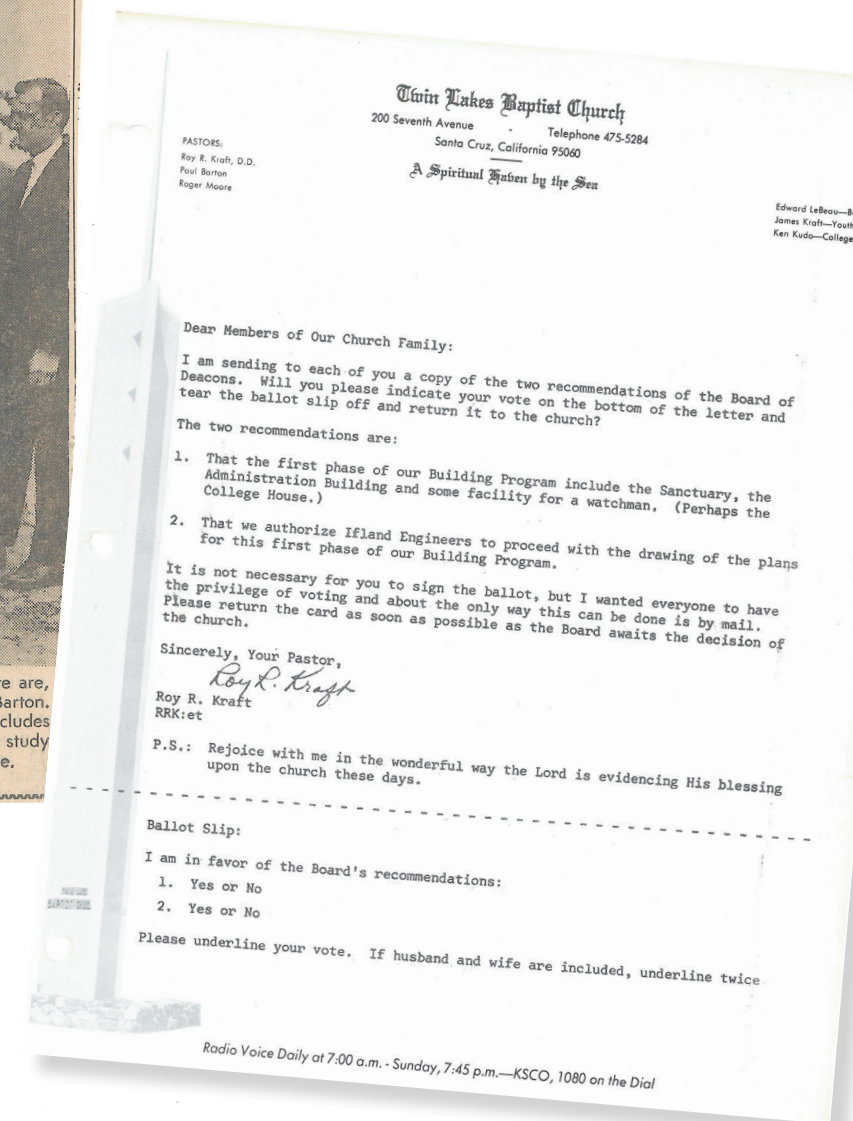 Twin Lakes Baptist Church
200 Seventh Avenue - Telephone 475-5284
Santa Cruz, California 95060
A Spiritual Haven by the Sea
PASTORS:
Roy R. Kraft, D.D.
Paul Barton
Roger Moore
Edward LeBeau—B
James Kraft—Youth
Ken Kudo—College
Dear Members of Our Church Family:
I am sending to each of you a copy of the two recommendations of the Board of
Deacons. Will you please indicate your vote on the bottom of the letter and
tear the ballot slip off and return it to the church?
The two recommendations are:
1. That the first phase of our Building Program include the Sanctuary, the
Administration Building and some facility for a watchman. (Perhaps the
College House.)
2. That we authorize Ifland Engineers to proceed with the drawing of the plans
for this first phase of our Building Program.
It is not necessary for you to sign the ballot, but I wanted everyone to have
the privilege of voting and about the only way this can be done is by mail.
Please return the card as soon as possible as the Board awaits the decision of
the church.
Sincerely, Your Pastor,
Roy R. Kraft
Roy R. Kraft
RRK:et
P.S.: Rejoice with me in the wonderful way the Lord is evidencing His blessing
upon the church these days.
Ballot Slip:
I am in favor of the Board's recommendations:
1. Yes or No
2. Yes or No
Please underline your vote. If husband and wife are included, underline twice
Radio Voice Daily at 7:00 a.m. - Sunday, 7:45 p.m.—KSCO, 1080 on the Dial
e are,
Barton.
cludes
study
e.